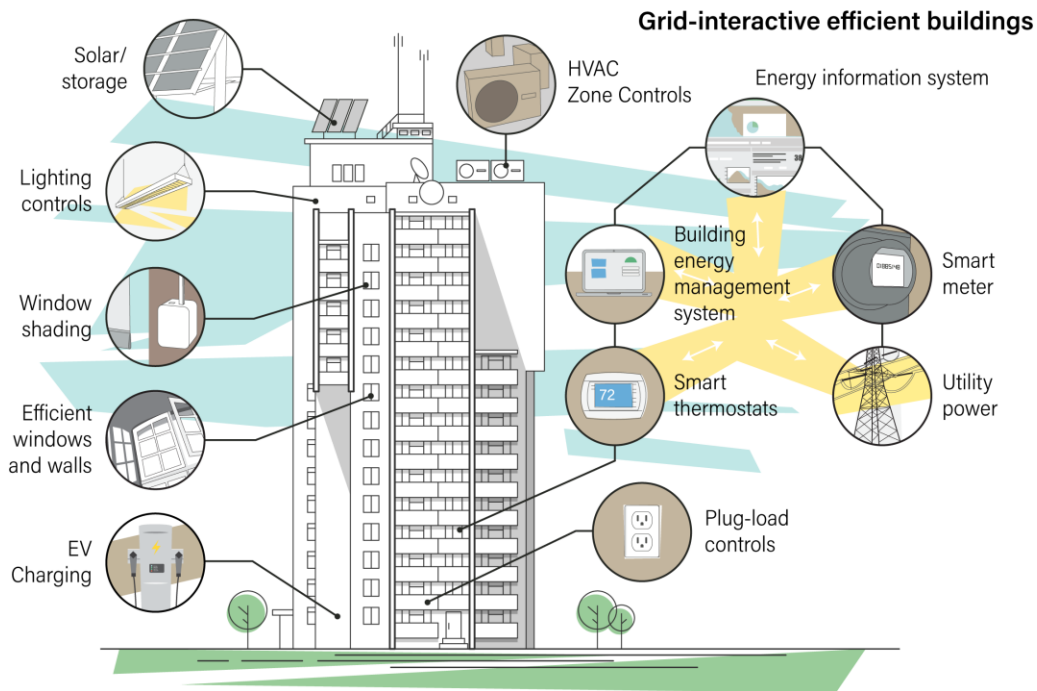 Grid-interactive efficient buildings
Solar/
storage
HVAC
Zone Controls
Energy information system
Lighting
controls
Building
energy
management
system
Smart
meter
Window
shading
72
Smart
thermostats
Utility
power
Efficient
windows
and walls
Plug-load
controls
EV
Charging